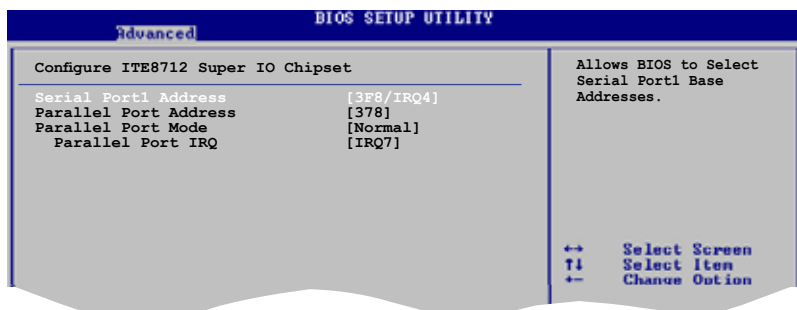 BIOS SETUP UTILITY
Advanced
Configure ITE8712 Super IO Chipset
Serial Port1 Address [3F8/IRQ4]
Parallel Port Address [378]
Parallel Port Mode [Normal]
Parallel Port IRQ [IRQ7]
Allows BIOS to Select
Serial Port1 Base
Addresses.
↔ Select Screen
↑↓ Select Item
+- Change Option